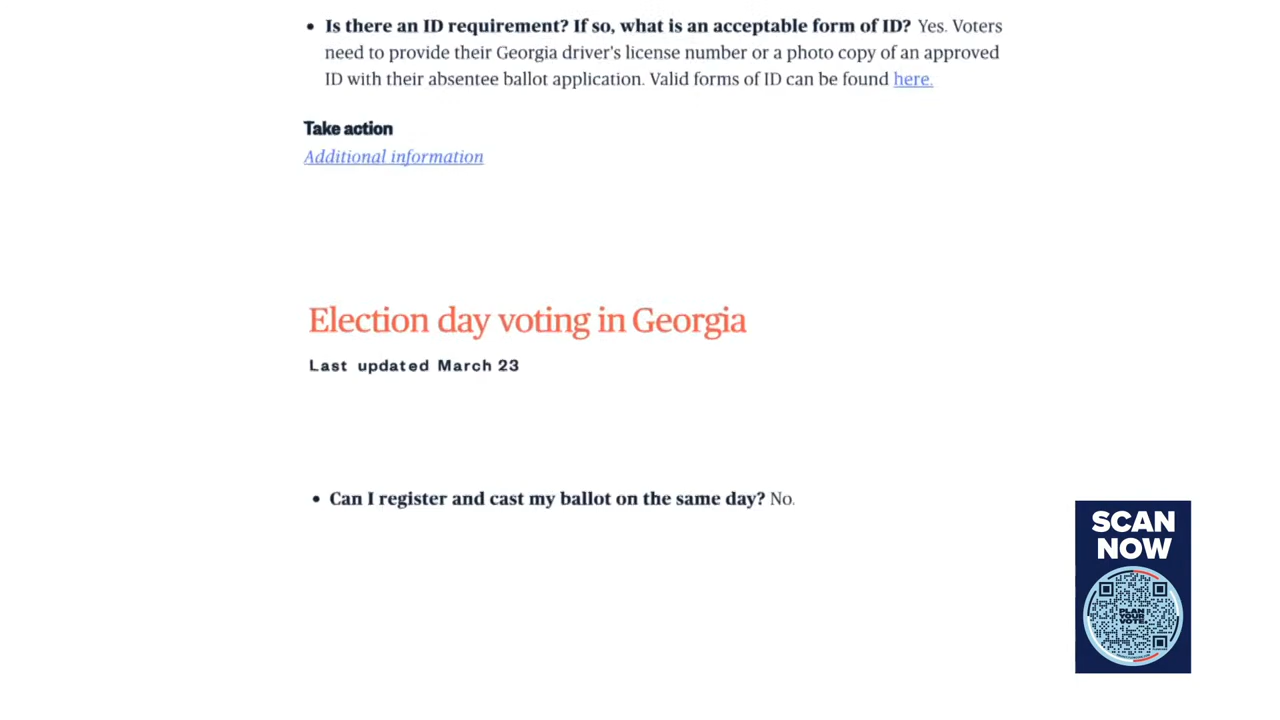 • Is there an ID requirement? If so, what is an acceptable form of ID? Yes. Voters
need to provide their Georgia driver's license number or a photo copy of an approved
ID with their absentee ballot application. Valid forms of ID can be found here.
Take action
Additional information
Election day voting in Georgia
Last updated March 23
• Can I register and cast my ballot on the same day? No.
SCAN
NOW
PLAN
YOUR
VOTE.